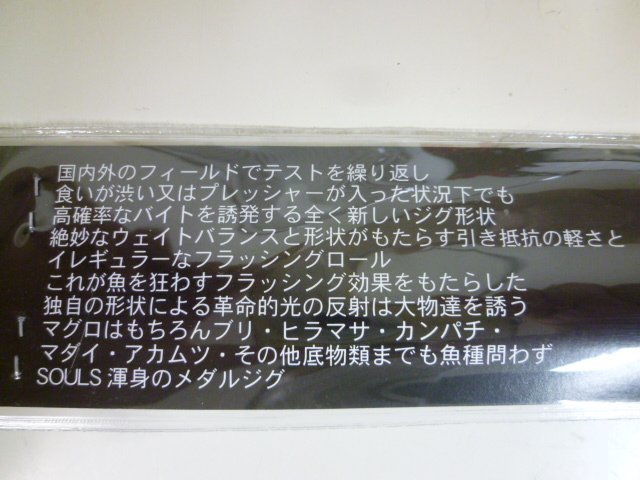 国内外のフィールドでテストを繰り返し
食いが渋い又はプレッシャーが入った状況下でも
高確率なバイトを誘発する全く新しいジグ形状
絶妙なウェイトバランスと形状がもたらす引き抵抗の軽さと
イレギュラーなフラッシングロール
これが魚を狂わすフラッシング効果をもたらした
独自の形状による革命的光の反射は大物達を誘う
マグロはもちろんブリ・ヒラマサ・カンパチ・
マダイ・アカムツ・その他底物類までも魚種問わず
SOULS 渾身のメダルジグ